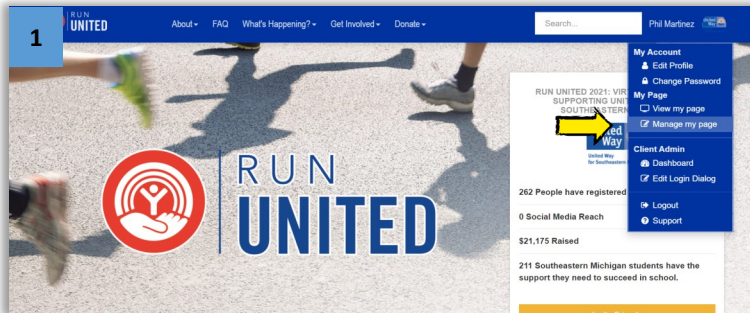 1
RUN
UNITED
About
FAQ
What's Happening?
Get Involved
Donate
Search...
Phil Martinez
My Account
Edit Profile
Change Password
My Page
View my page
Manage my page
Client Admin
Dashboard
Edit Login Dialog
Logout
Support
RUN UNITED 2021:
SUPPORTING
Way
United Way
262 People have registered
0 Social Media Reach
$21,175 Raised
211 Southeastern Michigan students have the
support they need to succeed in school.
RUN
UNITED